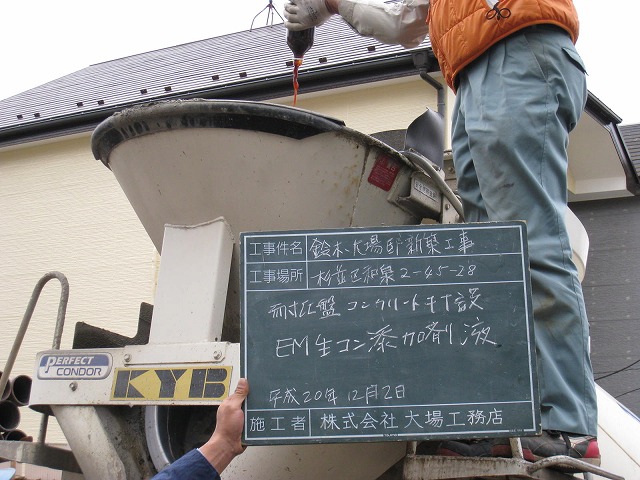 工事件名 鈴木・大場邸新築工事
工事場所 杉並区和泉2-45-28
耐圧盤 コンクリート打設
EM生コン添加剤液
平成20年12月2日
施工者 株式会社 大場工務店
PERFECT
CONDOR
KYB